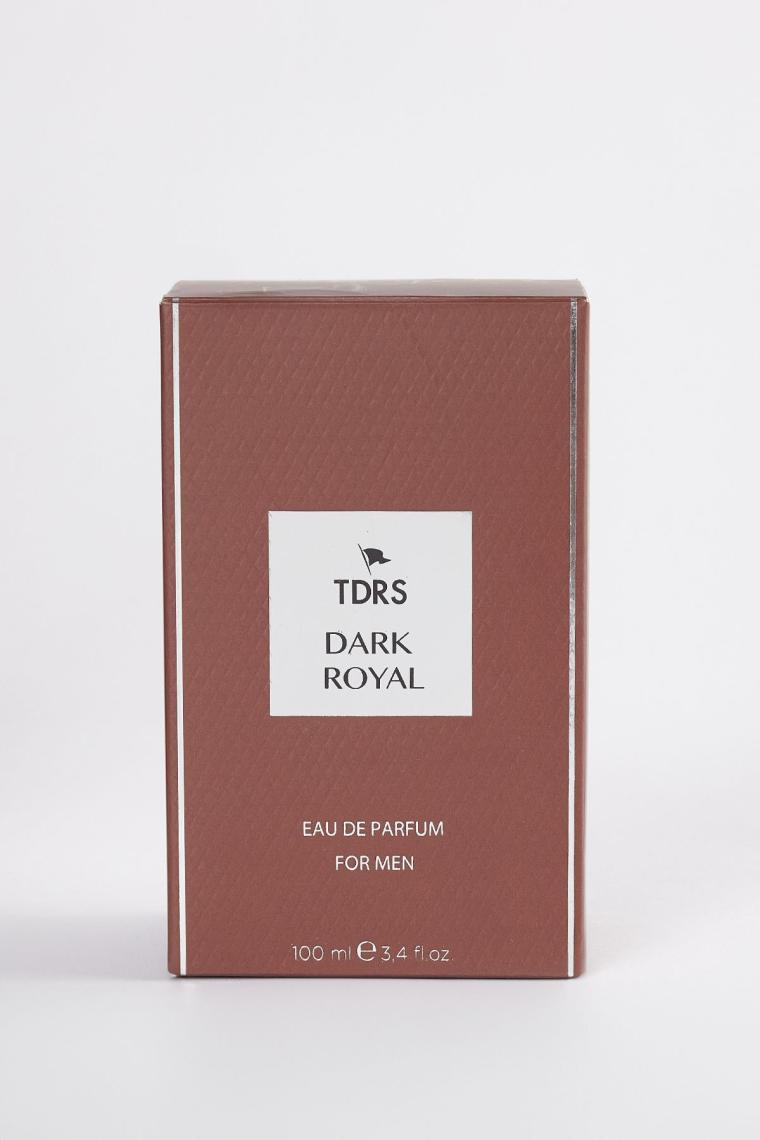 TDRS
DARK
ROYAL
EAU DE PARFUM
FOR MEN
100 ml ℮ 3,4 fl.oz.